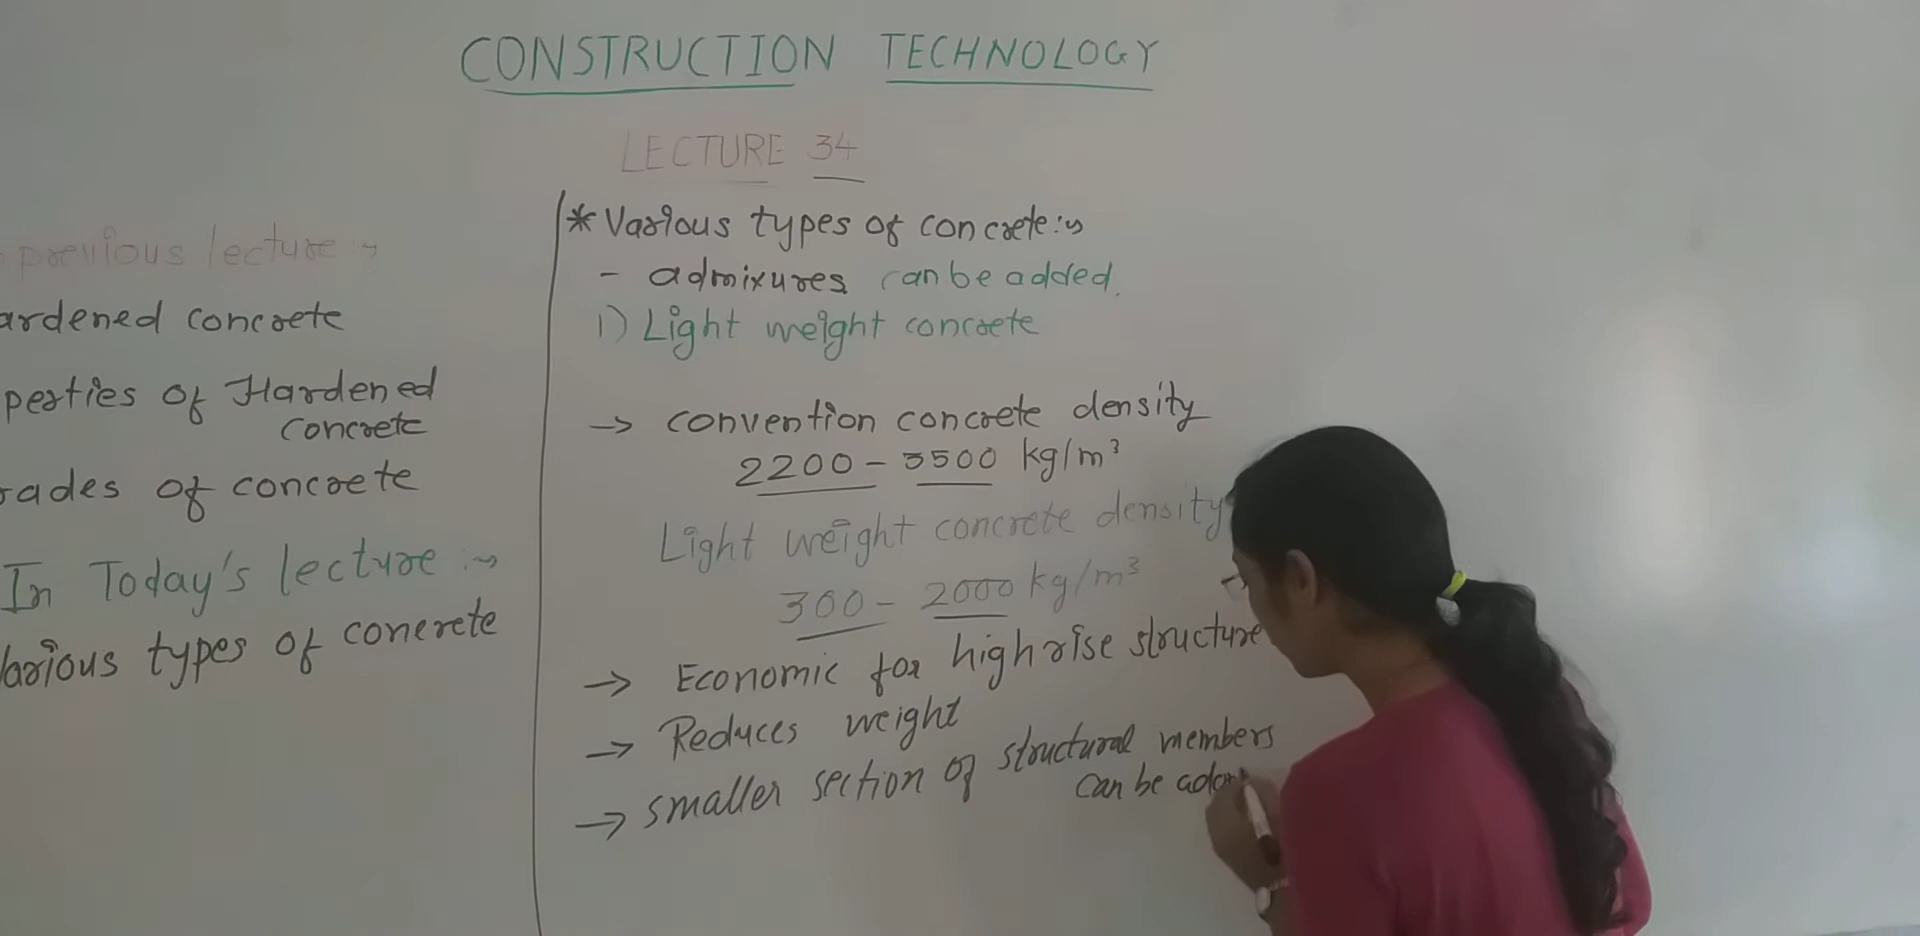 CONSTRUCTION TECHNOLOGY
LECTURE 34
previous lecture :~
ardened concrete
perties of Hardened
concrete
rades of concrete
In Today's lecture :~
arious types of concrete
* Various types of concrete :~
- admixures can be added.
1) Light weight concrete
→ convention concrete density
2200 - 3500 kg/m³
Light weight concrete density
300 - 2000 kg/m³
→ Economic for high rise structure
→ Reduces weight
→ smaller section of structural members
can be